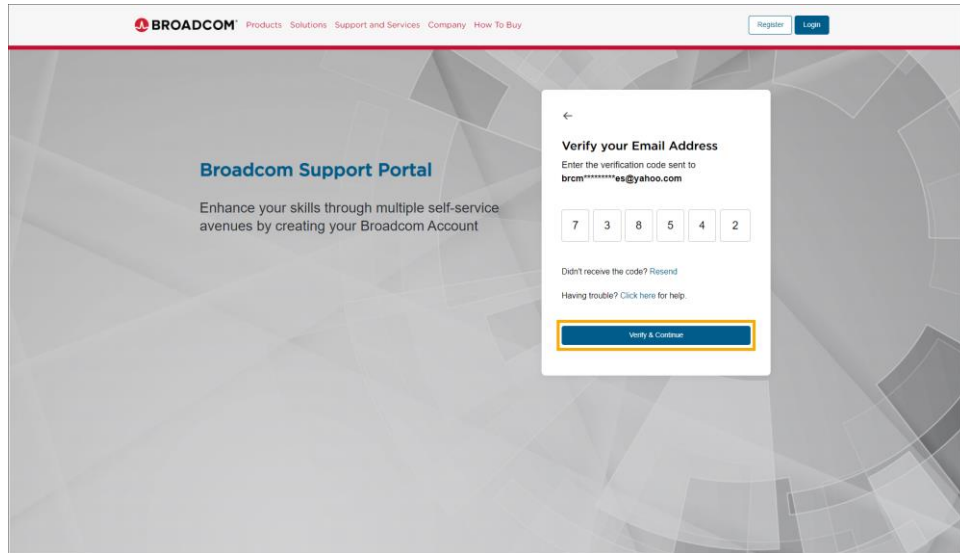 BROADCOM Products Solutions Support and Services Company How To Buy Register Login
←
Verify your Email Address
Enter the verification code sent to
brcm*********es@yahoo.com
Broadcom Support Portal
Enhance your skills through multiple self-service
avenues by creating your Broadcom Account
7 3 8 5 4 2
Didn't receive the code? Resend
Having trouble? Click here for help.
Verify & Continue